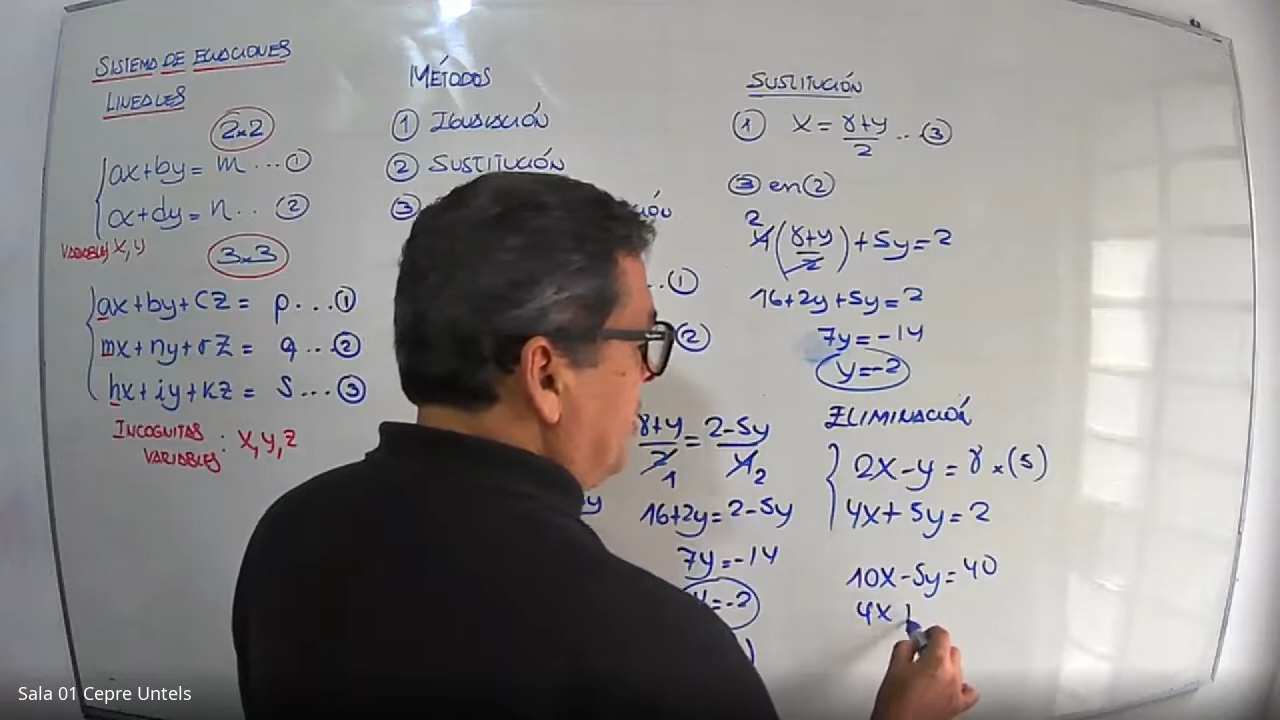 SISTEMA DE ECUACIONES
LINEALES
2x2
ax+by= m ... ①
cx+dy= n .. ②
VARIABLES X, y
3x3
ax+by+cz = p ... ①
mx+ny+rz = q ... ②
hx+iy+kz = s ... ③
INCOGNITAS
VARIABLES : x, y, z
MÉTODOS
① IGUALACIÓN
② SUSTITUCIÓN
③
.. ①
②
8+y/2 = 2-5y/4
1 2
16+2y = 2-5y
7y = -14
y = -2
SUSTITUCIÓN
① x = 8+y/2 .. ③
③ en ②
2
4(8+y/2)+5y=2
16+2y+5y=2
7y=-14
y=-2
ELIMINACIÓN
2x-y=8 x(5)
4x+5y=2
10x-5y=40
4x
Sala 01 Cepre Untels